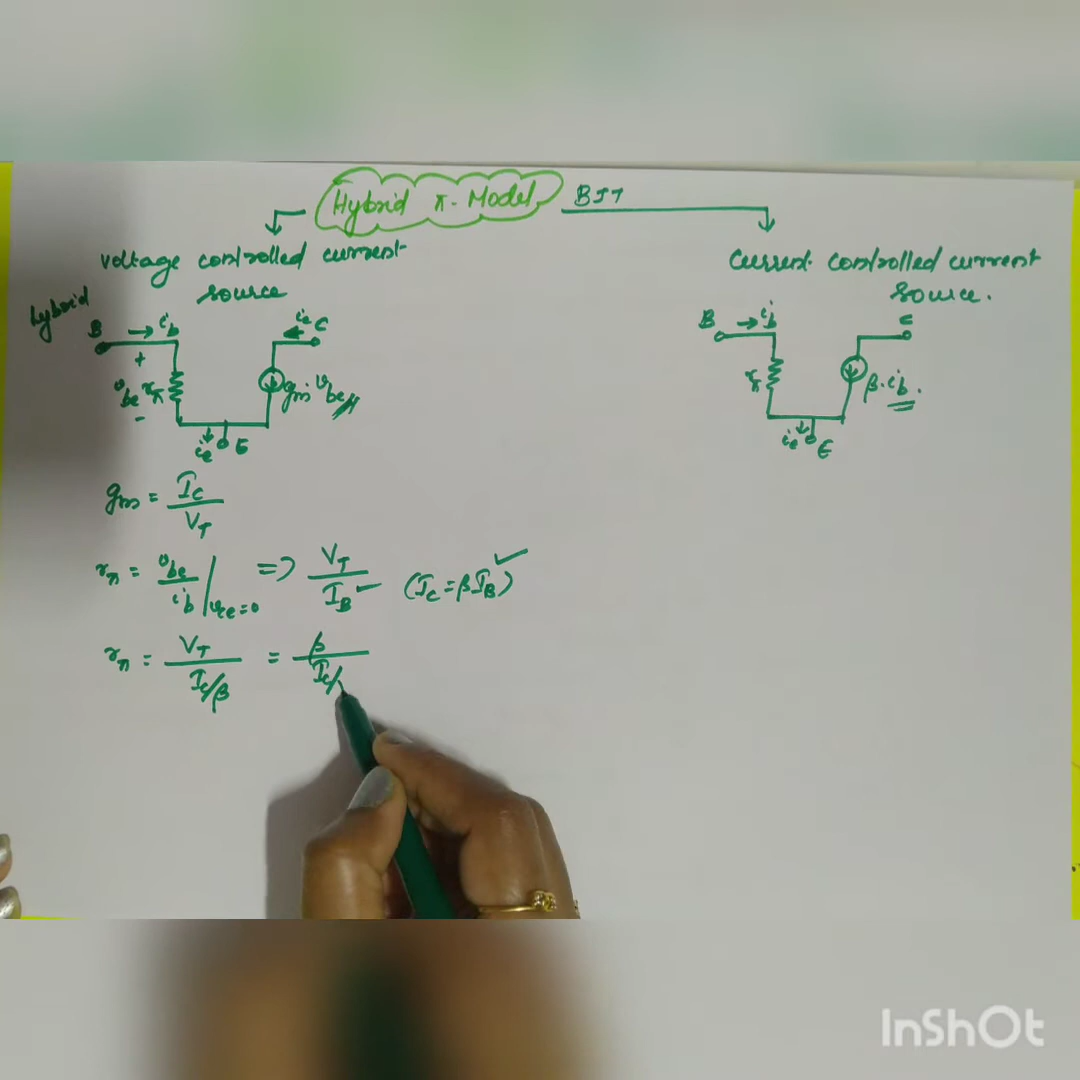 Hybrid π-Model BJT
voltage controlled current source
hybrid
B
+
ib
ic C
vbe rπ
-
gm vbe
ie E
Current controlled current source.
B
ib
C
rπ
β.ib.
ie E
gm = IC/VT
rπ = vbe/ib | vce=0 => VT/IB (IC = βIB)
rπ = VT/IC/β = β/IC/
InShOt